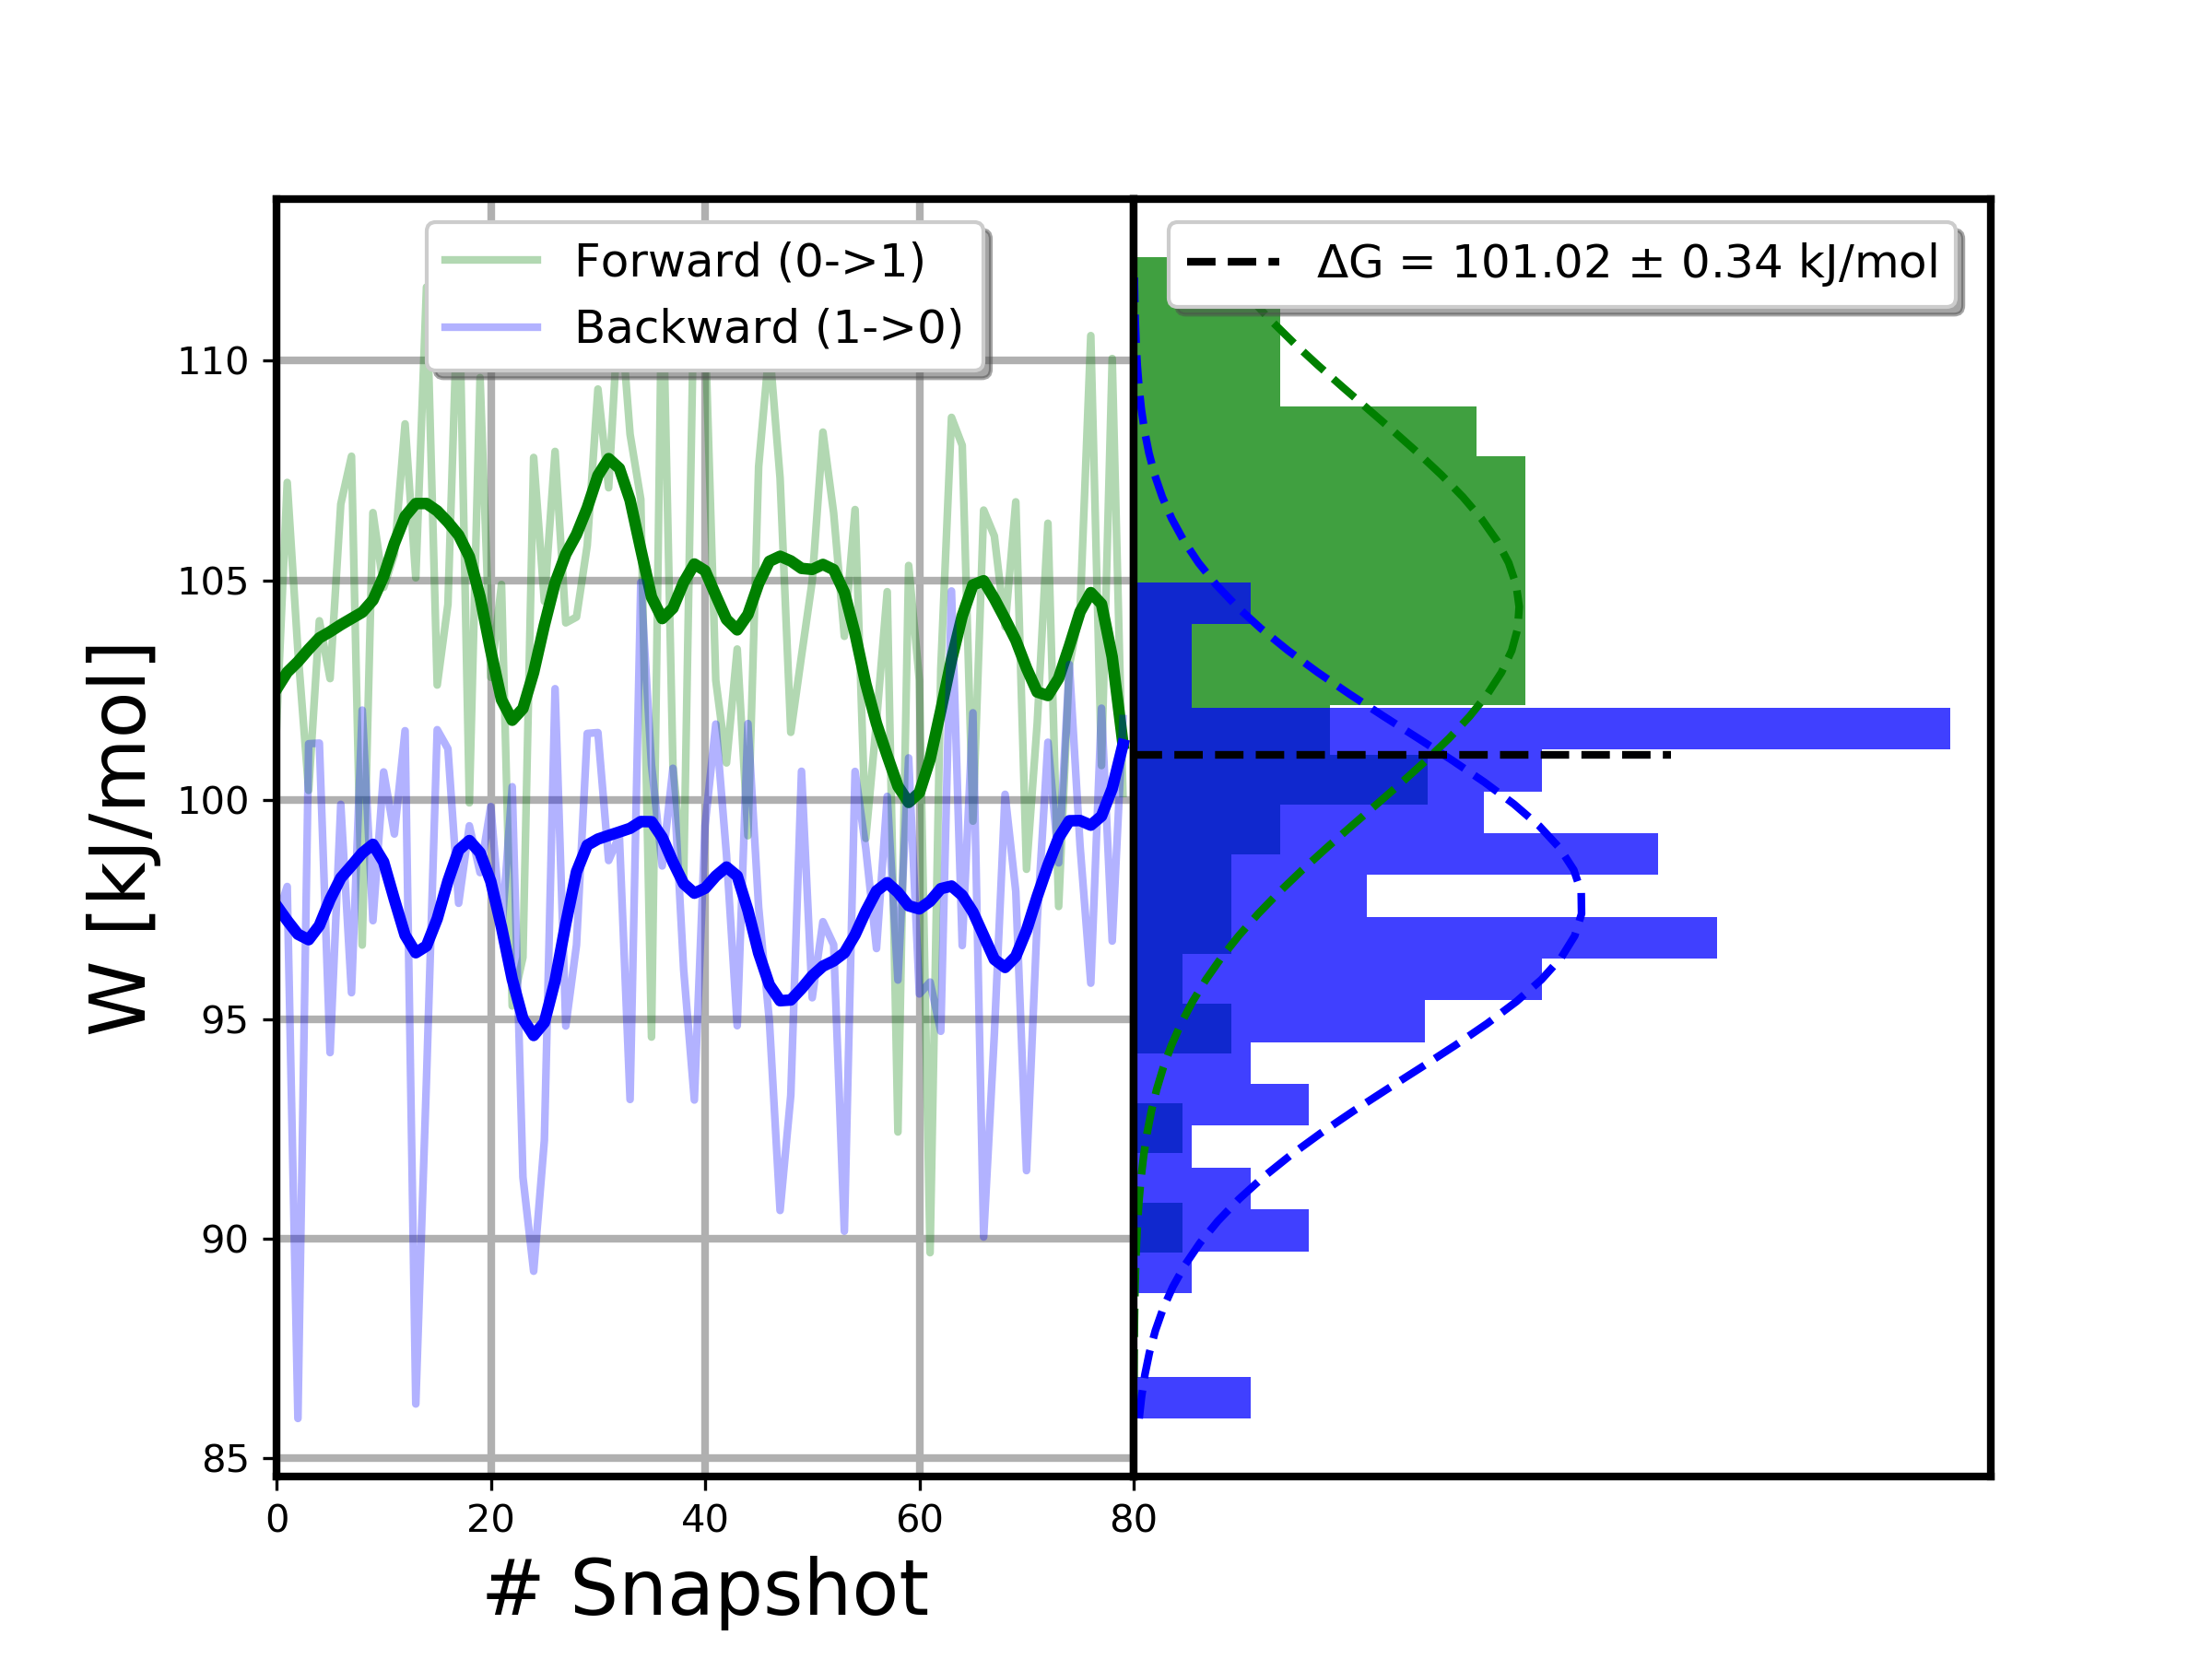 Forward (0->1)
Backward (1->0)
ΔG = 101.02 ± 0.34 kJ/mol
W [kJ/mol]
110
105
100
95
90
85
0 20 40 60 80
# Snapshot